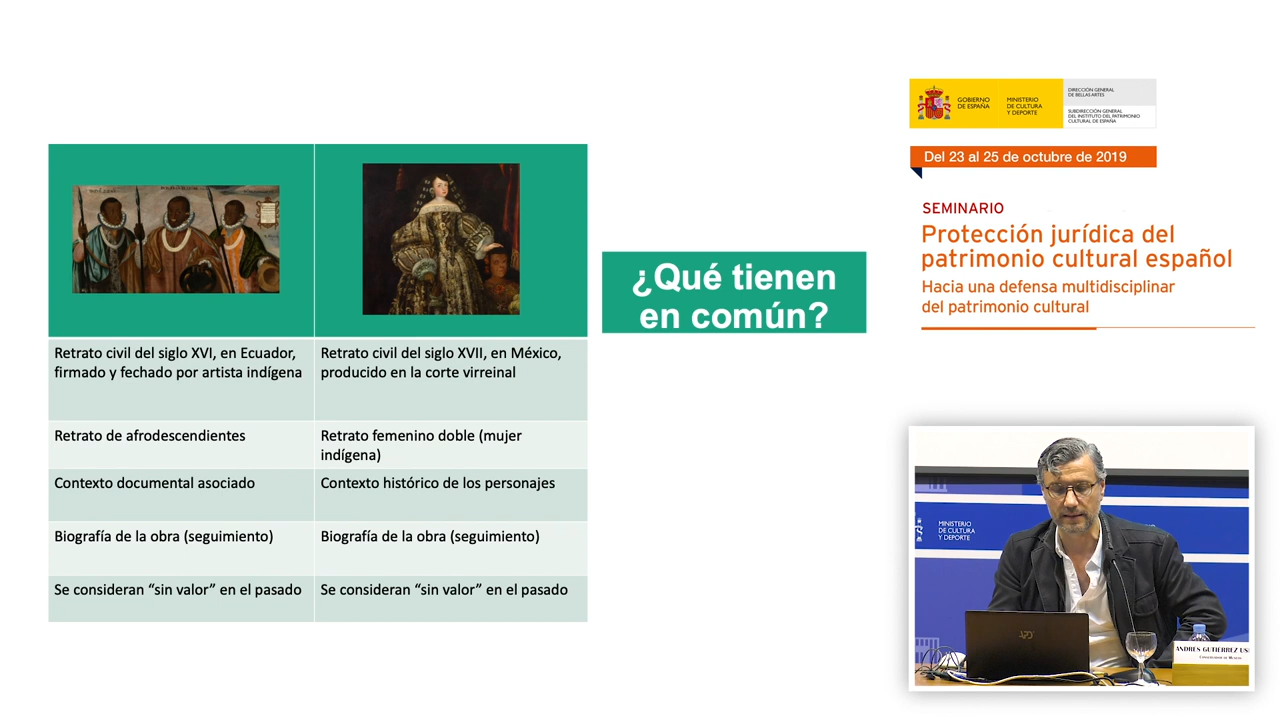 GOBIERNO
DE ESPAÑA
MINISTERIO
DE CULTURA
Y DEPORTE
DIRECCIÓN GENERAL
DE BELLAS ARTES
SUBDIRECCIÓN GENERAL
DEL INSTITUTO DEL PATRIMONIO
CULTURAL DE ESPAÑA
Del 23 al 25 de octubre de 2019
SEMINARIO
Protección jurídica del
patrimonio cultural español
Hacia una defensa multidisciplinar
del patrimonio cultural
¿Qué tienen
en común?
Retrato civil del siglo XVI, en Ecuador,
firmado y fechado por artista indígena
Retrato civil del siglo XVII, en México,
producido en la corte virreinal
Retrato de afrodescendientes
Retrato femenino doble (mujer
indígena)
Contexto documental asociado
Contexto histórico de los personajes
Biografía de la obra (seguimiento)
Biografía de la obra (seguimiento)
Se consideran “sin valor” en el pasado
Se consideran “sin valor” en el pasado
MINISTERIO
DE CULTURA
Y DEPORTE
ANDRÉS GUTIÉRREZ US